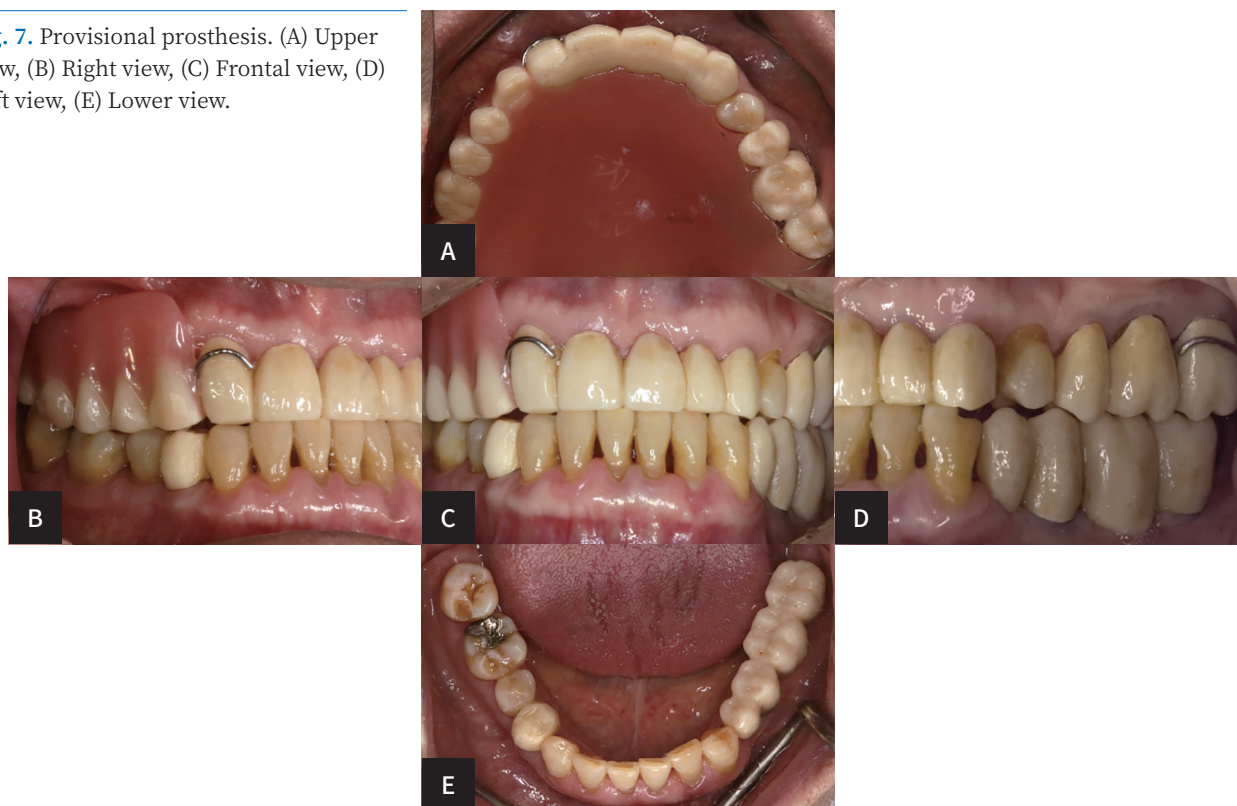 g. 7. Provisional prosthesis. (A) Upper
w, (B) Right view, (C) Frontal view, (D)
ft view, (E) Lower view.
A
B
C
D
E